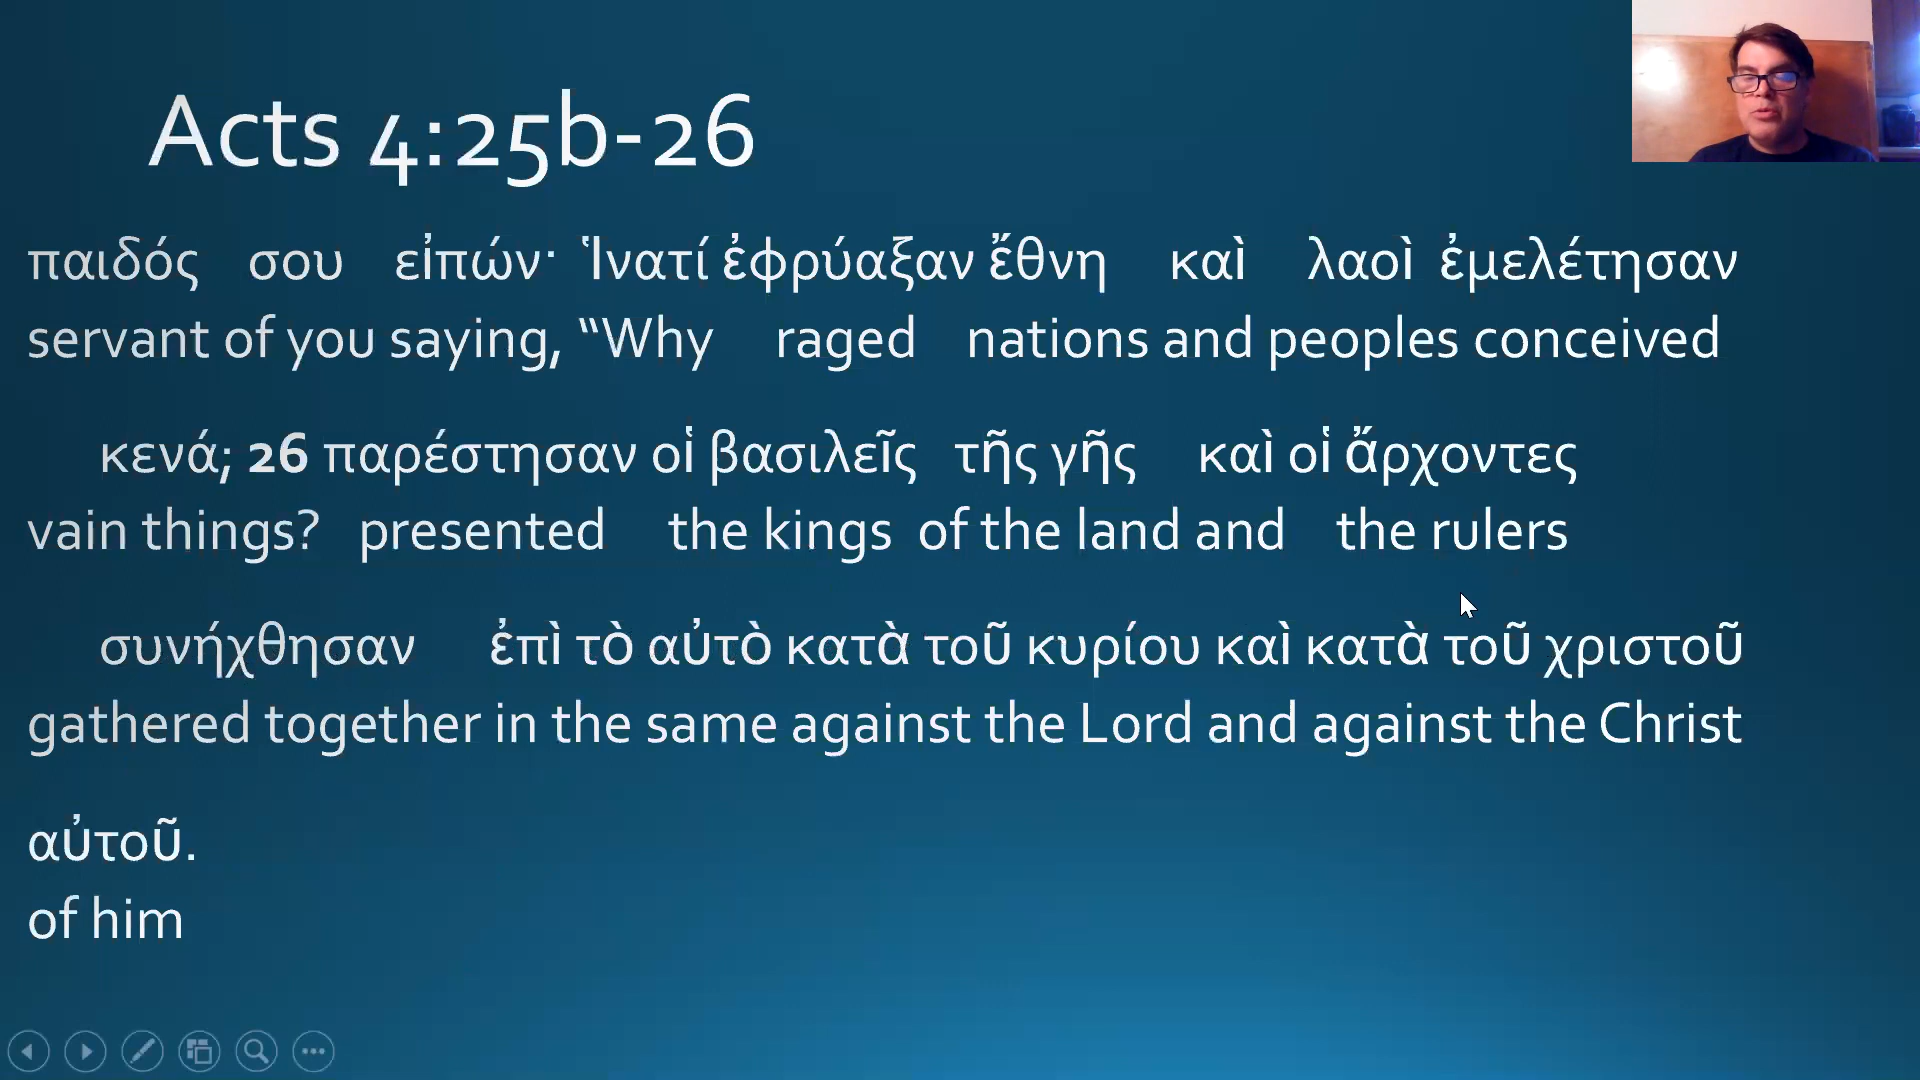 Acts 4:25b-26
παιδός σου εἰπών· Ἱνατί ἐφρύαξαν ἔθνη καὶ λαοὶ ἐμελέτησαν
servant of you saying, “Why raged nations and peoples conceived
κενά; 26 παρέστησαν οἱ βασιλεῖς τῆς γῆς καὶ οἱ ἄρχοντες
vain things? presented the kings of the land and the rulers
συνήχθησαν ἐπὶ τὸ αὐτὸ κατὰ τοῦ κυρίου καὶ κατὰ τοῦ χριστοῦ
gathered together in the same against the Lord and against the Christ
αὐτοῦ.
of him